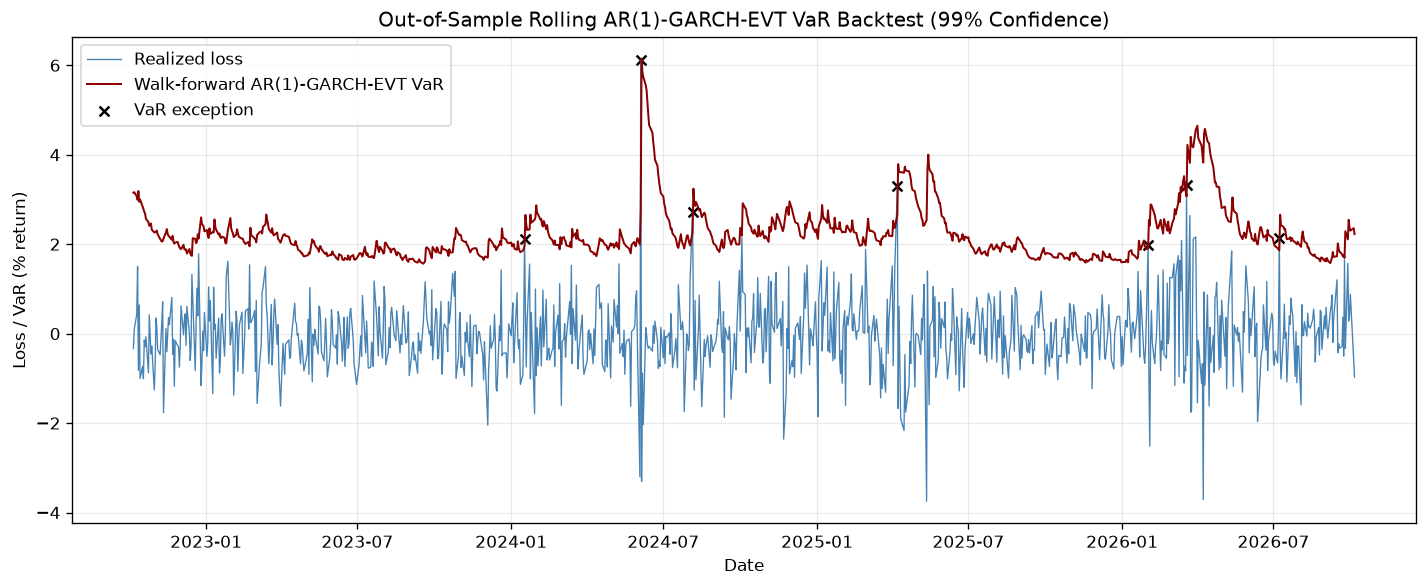 Out-of-Sample Rolling AR(1)-GARCH-EVT VaR Backtest (99% Confidence)
Realized loss
Walk-forward AR(1)-GARCH-EVT VaR
VaR exception
Loss / VaR (% return)
6
4
2
0
−2
−4
2023-01 2023-07 2024-01 2024-07 2025-01 2025-07 2026-01 2026-07
Date